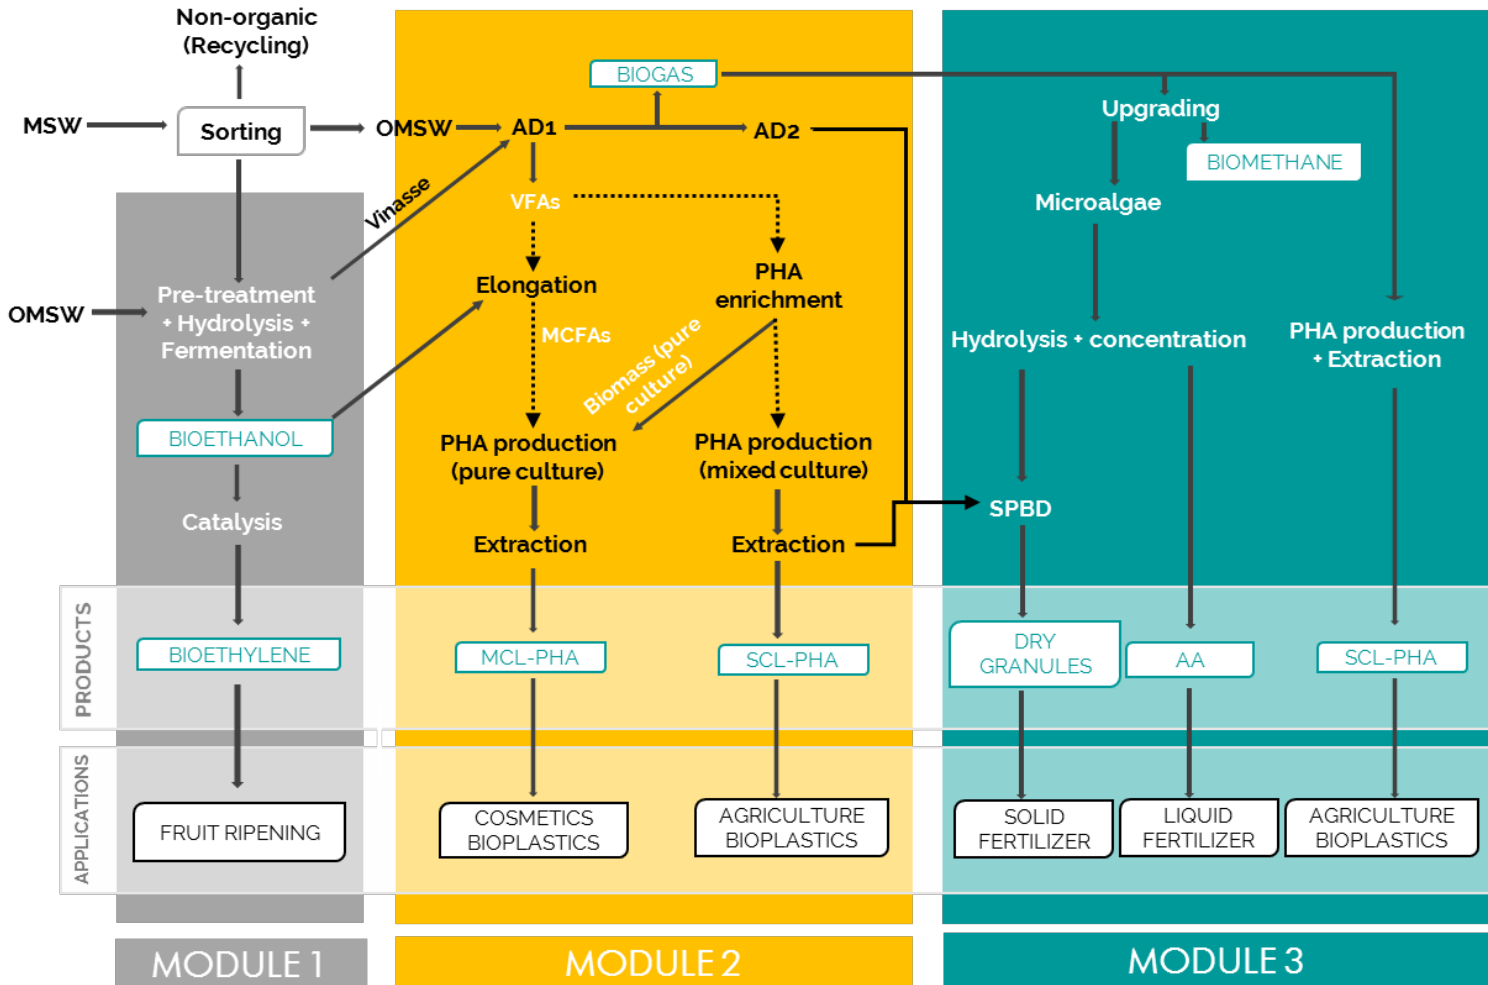 Non-organic
(Recycling)
MSW
Sorting
OMSW
AD1
BIOGAS
AD2
Upgrading
BIOMETHANE
Vinasse
VFAs
Microalgae
OMSW
Pre-treatment
+ Hydrolysis +
Fermentation
Elongation
PHA
enrichment
MCFAs
Biomass (pure
culture)
Hydrolysis + concentration
PHA production
+ Extraction
BIOETHANOL
PHA production
(pure culture)
PHA production
(mixed culture)
Catalysis
SPBD
Extraction
Extraction
PRODUCTS
BIOETHYLENE
MCL-PHA
SCL-PHA
DRY
GRANULES
AA
SCL-PHA
APPLICATIONS
FRUIT RIPENING
COSMETICS
BIOPLASTICS
AGRICULTURE
BIOPLASTICS
SOLID
FERTILIZER
LIQUID
FERTILIZER
AGRICULTURE
BIOPLASTICS
MODULE 1
MODULE 2
MODULE 3